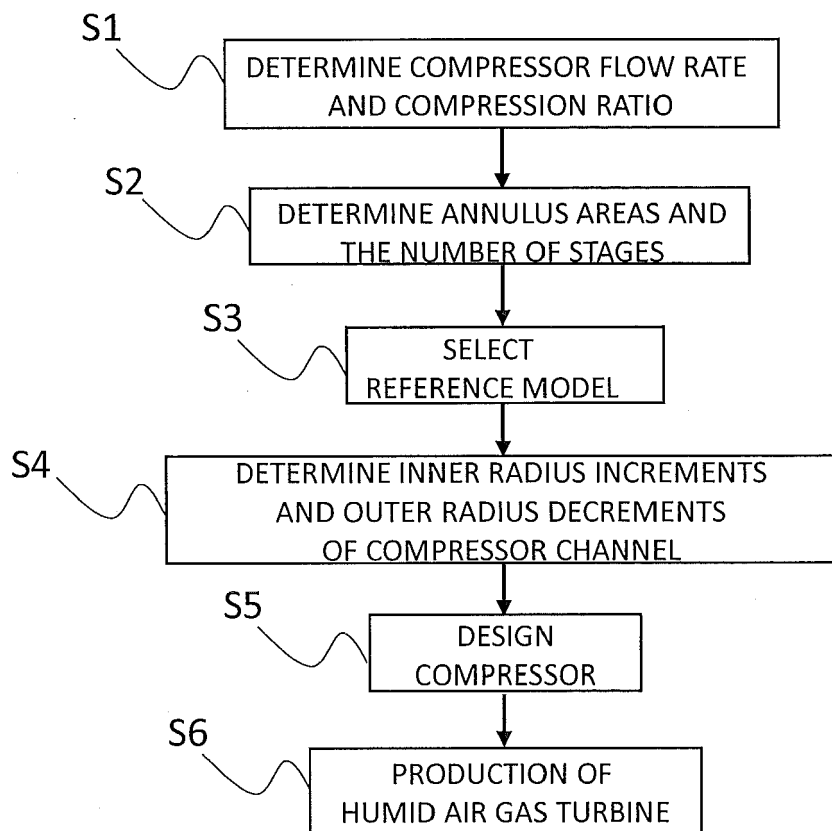 S1
DETERMINE COMPRESSOR FLOW RATE
AND COMPRESSION RATIO
S2
DETERMINE ANNULUS AREAS AND
THE NUMBER OF STAGES
S3
SELECT
REFERENCE MODEL
S4
DETERMINE INNER RADIUS INCREMENTS
AND OUTER RADIUS DECREMENTS
OF COMPRESSOR CHANNEL
S5
DESIGN
COMPRESSOR
S6
PRODUCTION OF
HUMID AIR GAS TURBINE